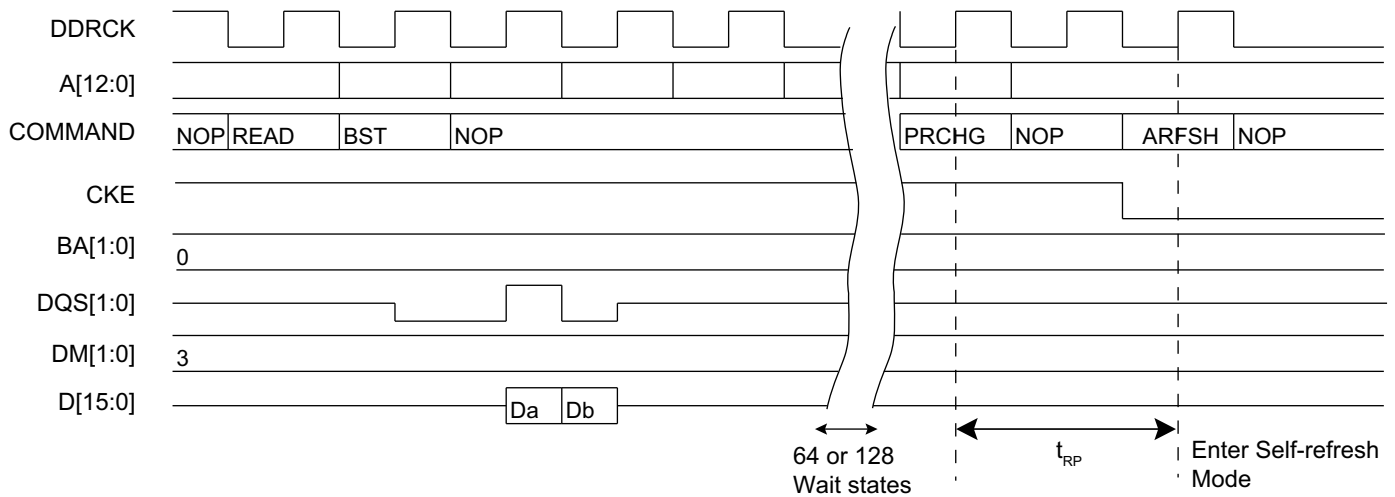 DDRCK
A[12:0]
COMMAND NOP READ BST NOP PRCHG NOP ARFSH NOP
CKE
BA[1:0] 0
DQS[1:0]
DM[1:0] 3
D[15:0] Da Db
64 or 128
Wait states
tRP
Enter Self-refresh
Mode